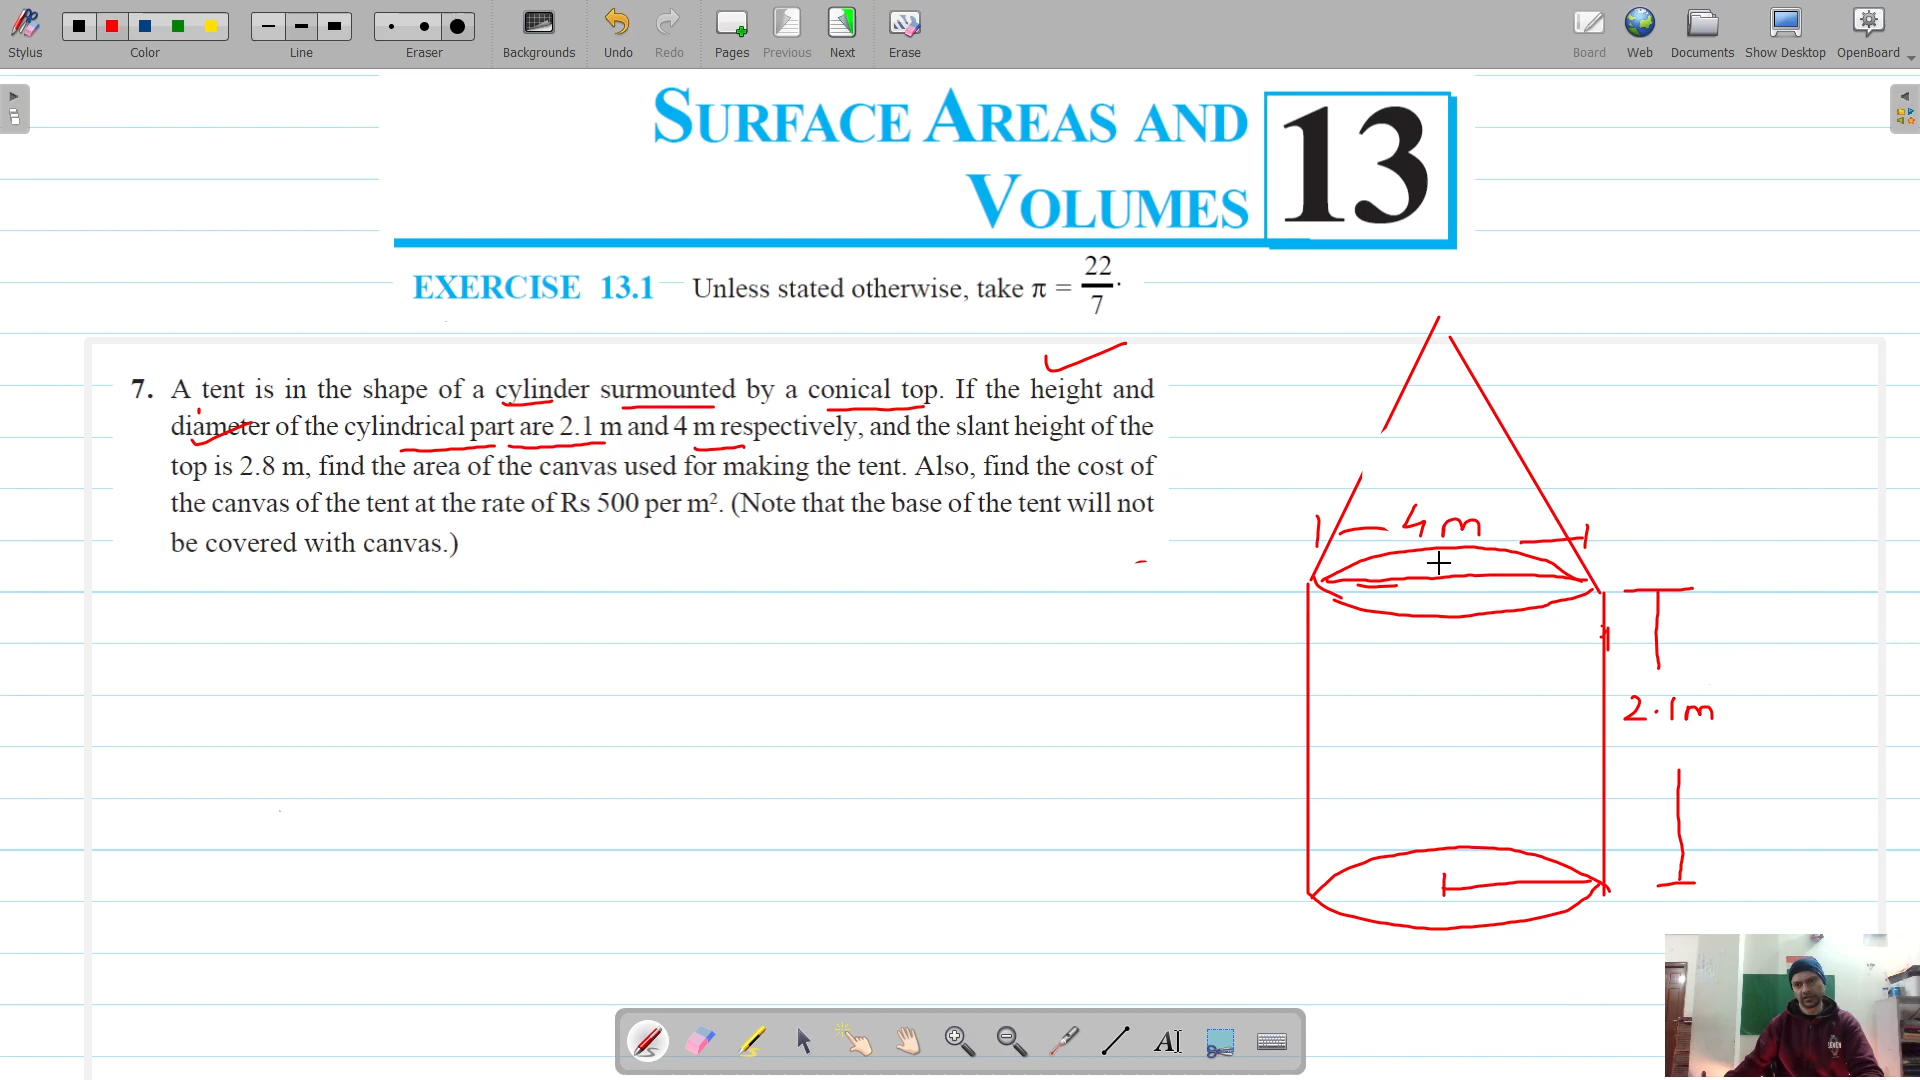 Stylus
Color
Line
Eraser
Backgrounds
Undo
Redo
Pages
Previous
Next
Erase
Board
Web
Documents
Show Desktop
OpenBoard
SURFACE AREAS AND
VOLUMES
13
EXERCISE 13.1 Unless stated otherwise, take π = 22/7.
7. A tent is in the shape of a cylinder surmounted by a conical top. If the height and
diameter of the cylindrical part are 2.1 m and 4 m respectively, and the slant height of the
top is 2.8 m, find the area of the canvas used for making the tent. Also, find the cost of
the canvas of the tent at the rate of Rs 500 per m². (Note that the base of the tent will not
be covered with canvas.)
4 m
2.1m